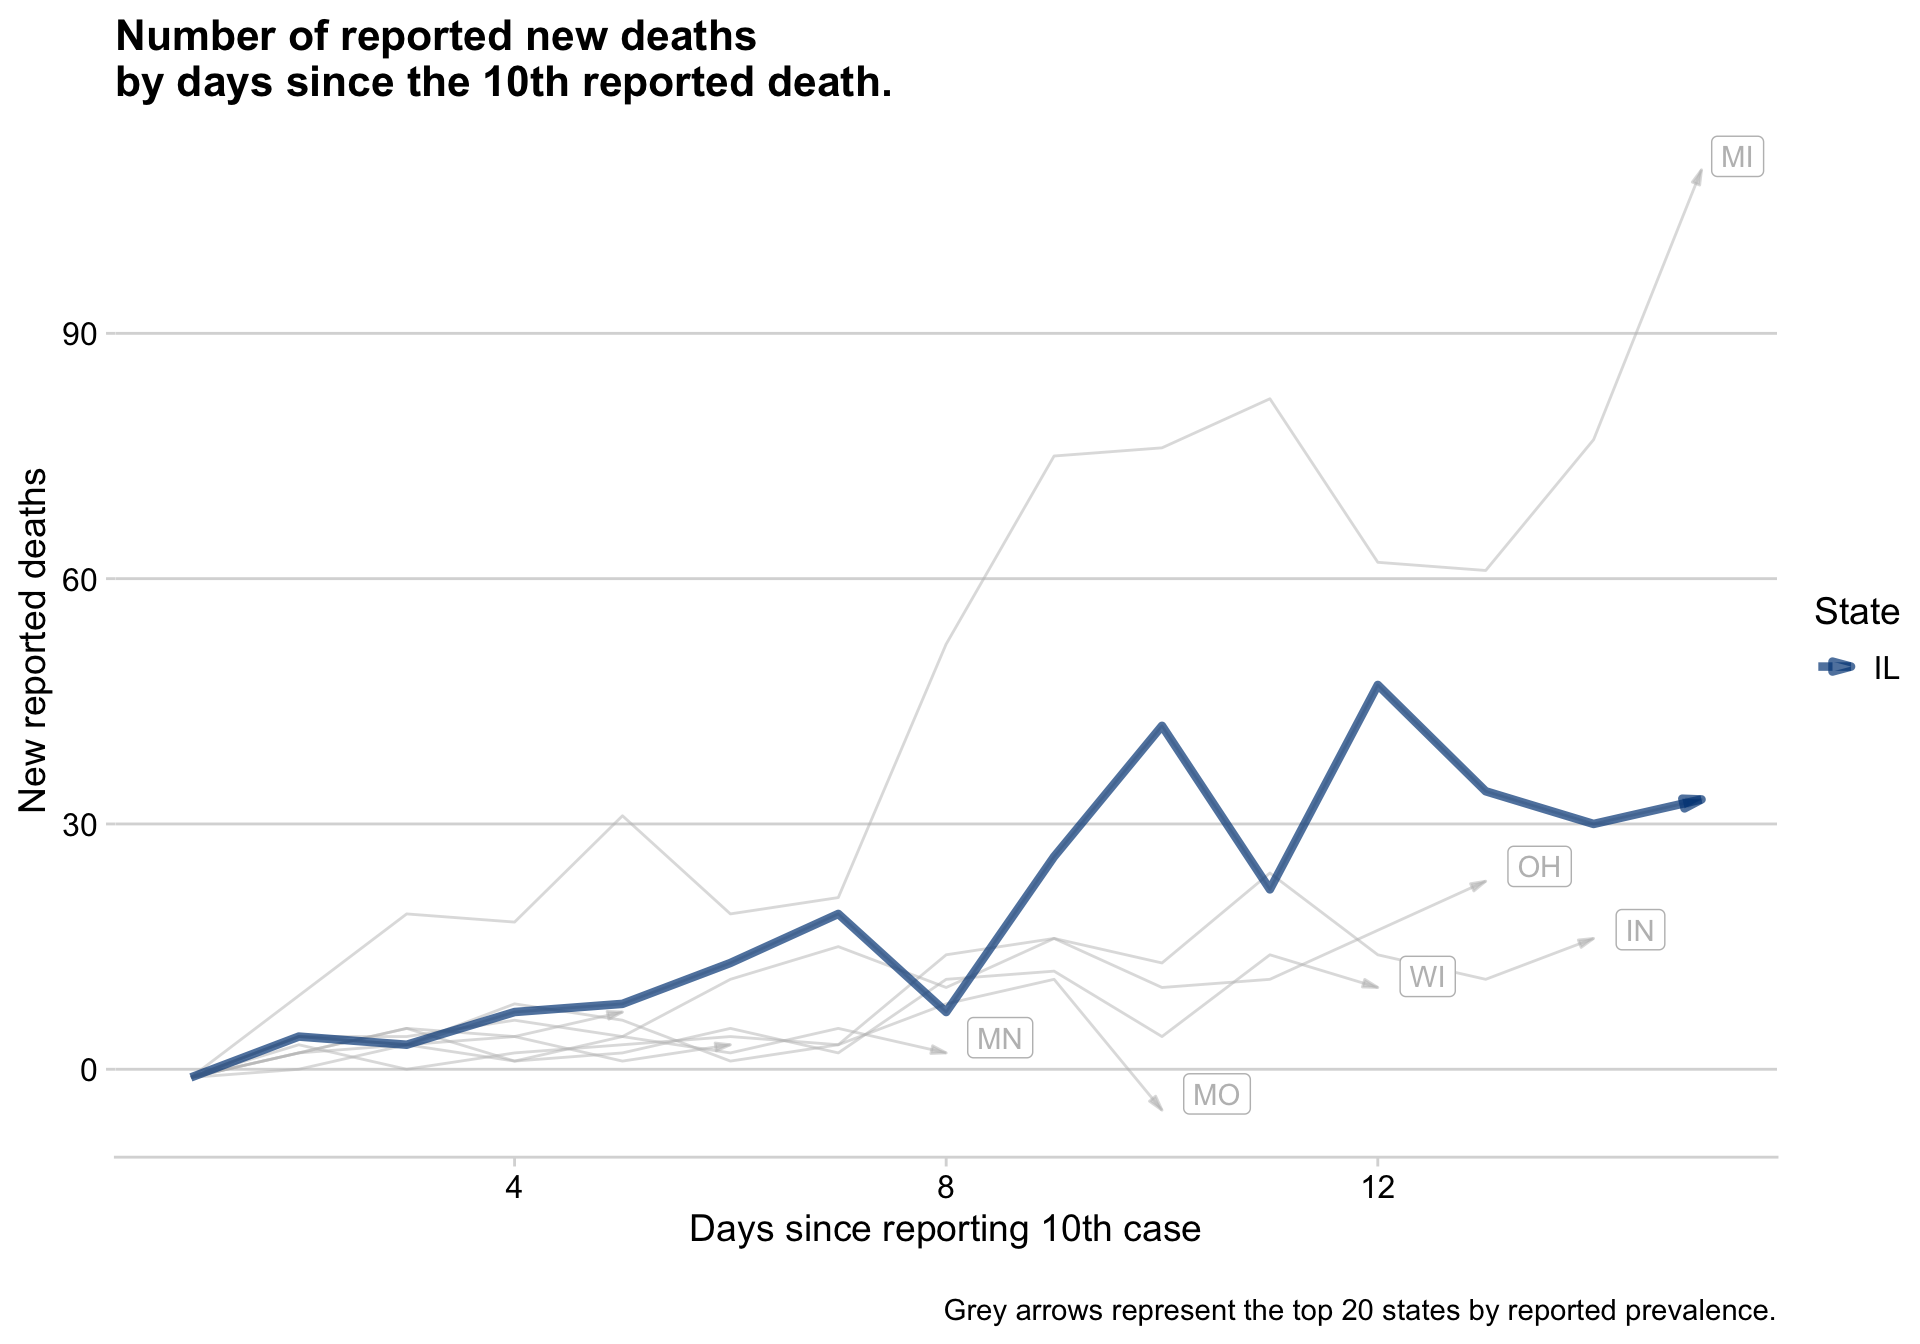 Number of reported new deaths
by days since the 10th reported death.
MI
90
60
30
0
New reported deaths
State
IL
OH
IN
WI
MN
MO
4
8
12
Days since reporting 10th case
Grey arrows represent the top 20 states by reported prevalence.